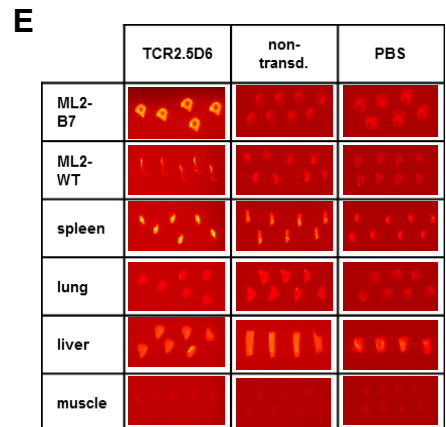 E
TCR2.5D6
non-
transd.
PBS
ML2-
B7
ML2-
WT
spleen
lung
liver
muscle